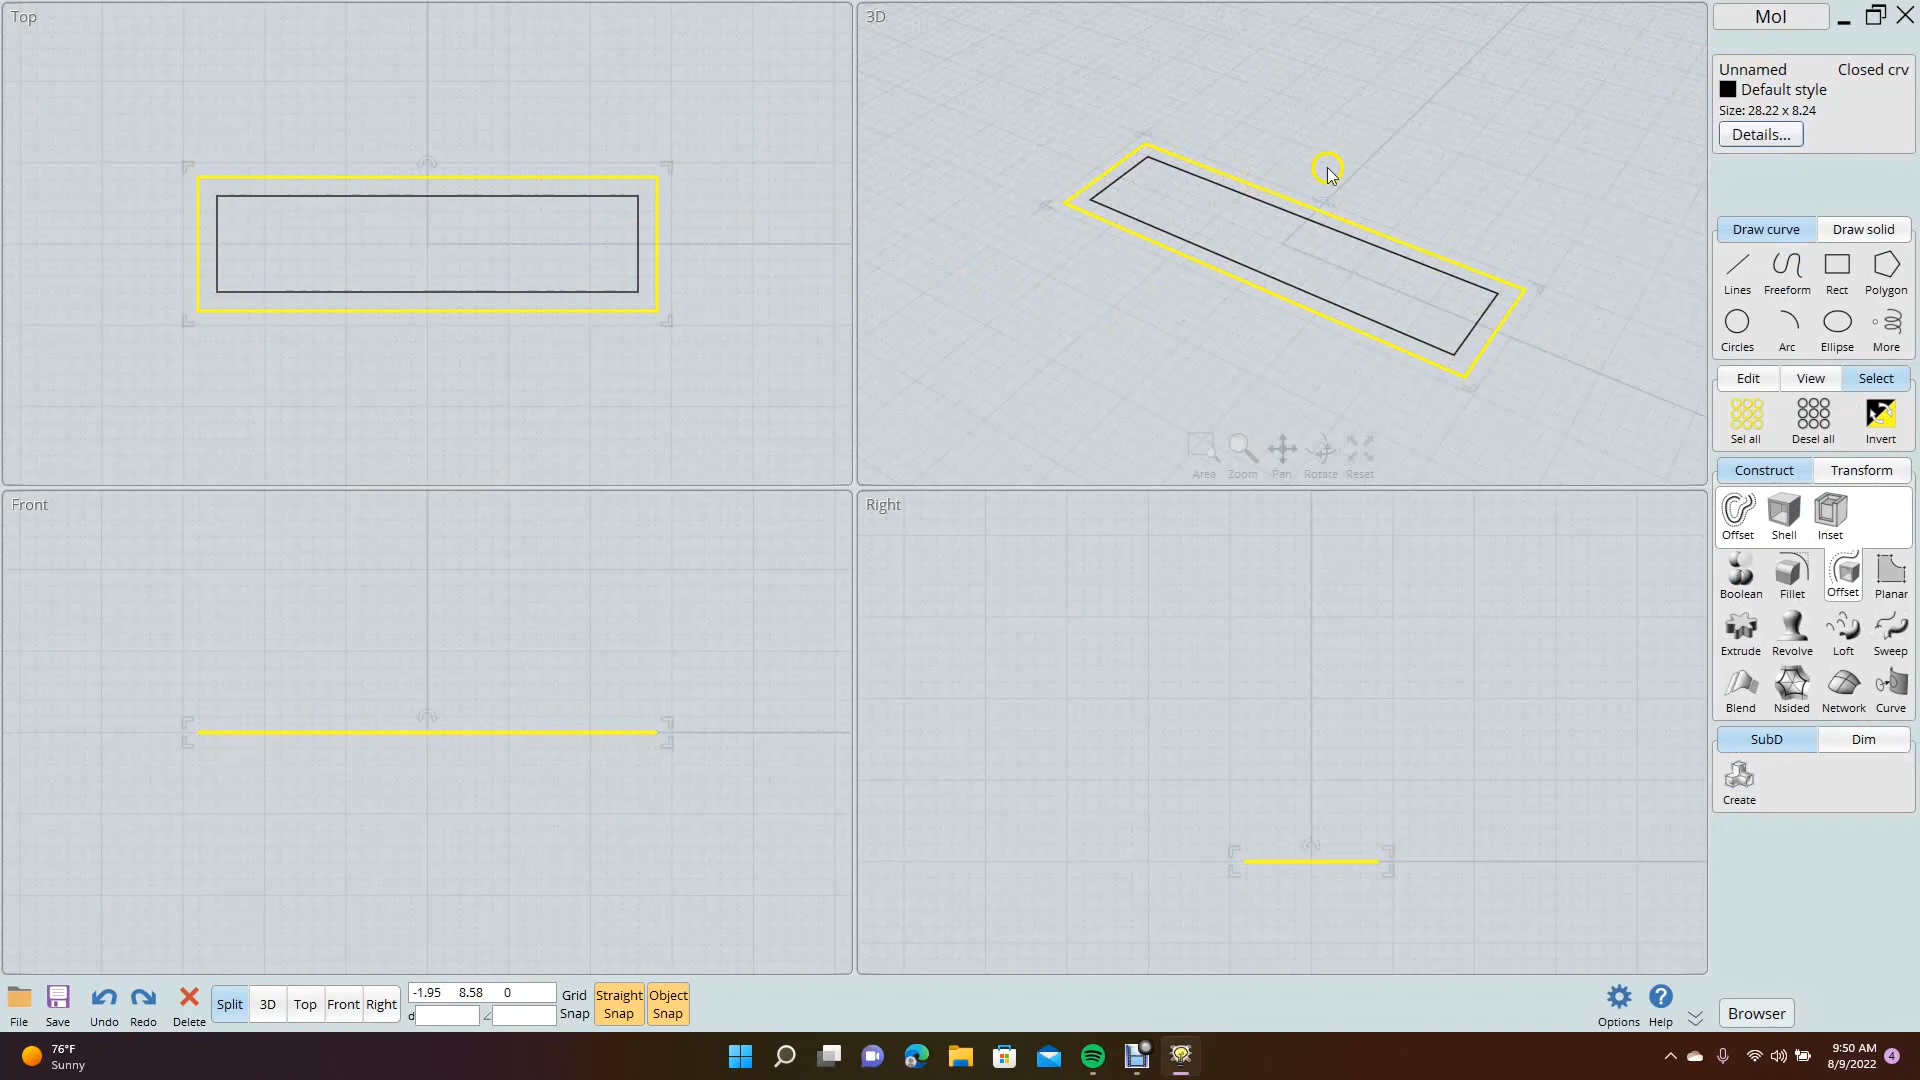 Top
3D
MoI
Unnamed Closed crv
Default style
Size: 28.22 x 8.24
Details...
Draw curve Draw solid
Lines Freeform Rect Polygon
Circles Arc Ellipse More
Edit View Select
Sel all Desel all Invert
Construct Transform
Area Zoom Pan Rotate Reset
Offset Shell Inset
Front
Right
Boolean Fillet Offset Planar
Extrude Revolve Loft Sweep
Blend Nsided Network Curve
SubD Dim
Create
File Save Undo Redo Delete
Split 3D Top Front Right
-1.95 8.58 0
d
Grid Snap
Straight Snap
Object Snap
Options Help
Browser
76°F
Sunny
9:50 AM
8/9/2022
4